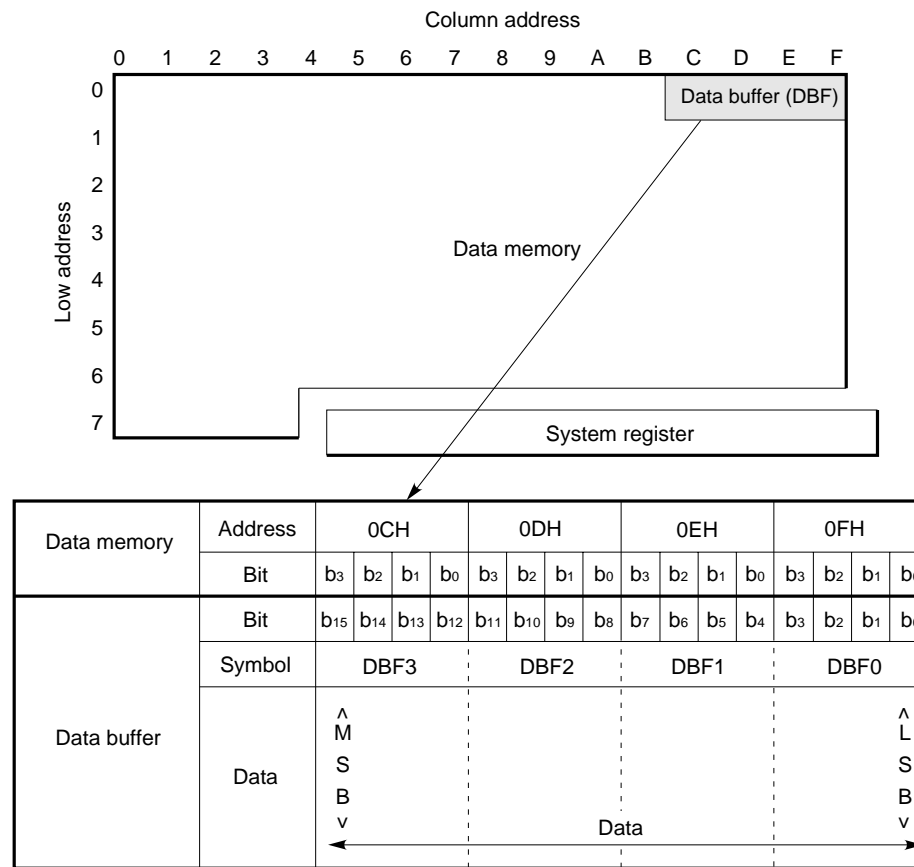 Column address
0 1 2 3 4 5 6 7 8 9 A B C D E F
0
1
2
3
4
5
6
7
Low address
Data buffer (DBF)
Data memory
System register
Data memory Address 0CH 0DH 0EH 0FH
Bit b3 b2 b1 b0 b3 b2 b1 b0 b3 b2 b1 b0 b3 b2 b1 b
Data buffer Bit b15 b14 b13 b12 b11 b10 b9 b8 b7 b6 b5 b4 b3 b2 b1 b
Symbol DBF3 DBF2 DBF1 DBF0
Data
<MSB>
<LSB>
Data